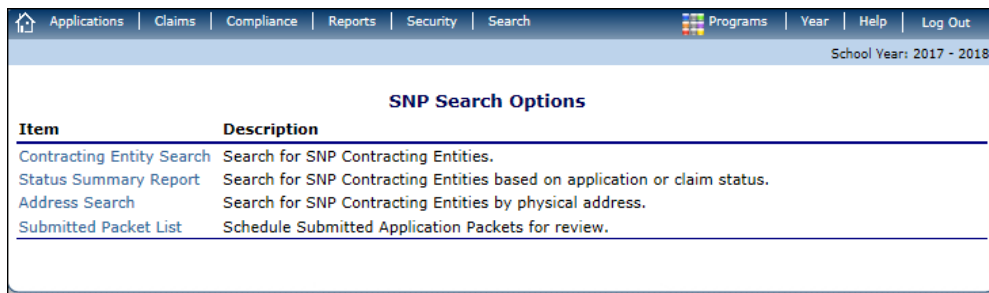 Applications | Claims | Compliance | Reports | Security | Search Programs | Year | Help | Log Out
School Year: 2017 - 2018
SNP Search Options
Item Description
Contracting Entity Search Search for SNP Contracting Entities.
Status Summary Report Search for SNP Contracting Entities based on application or claim status.
Address Search Search for SNP Contracting Entities by physical address.
Submitted Packet List Schedule Submitted Application Packets for review.